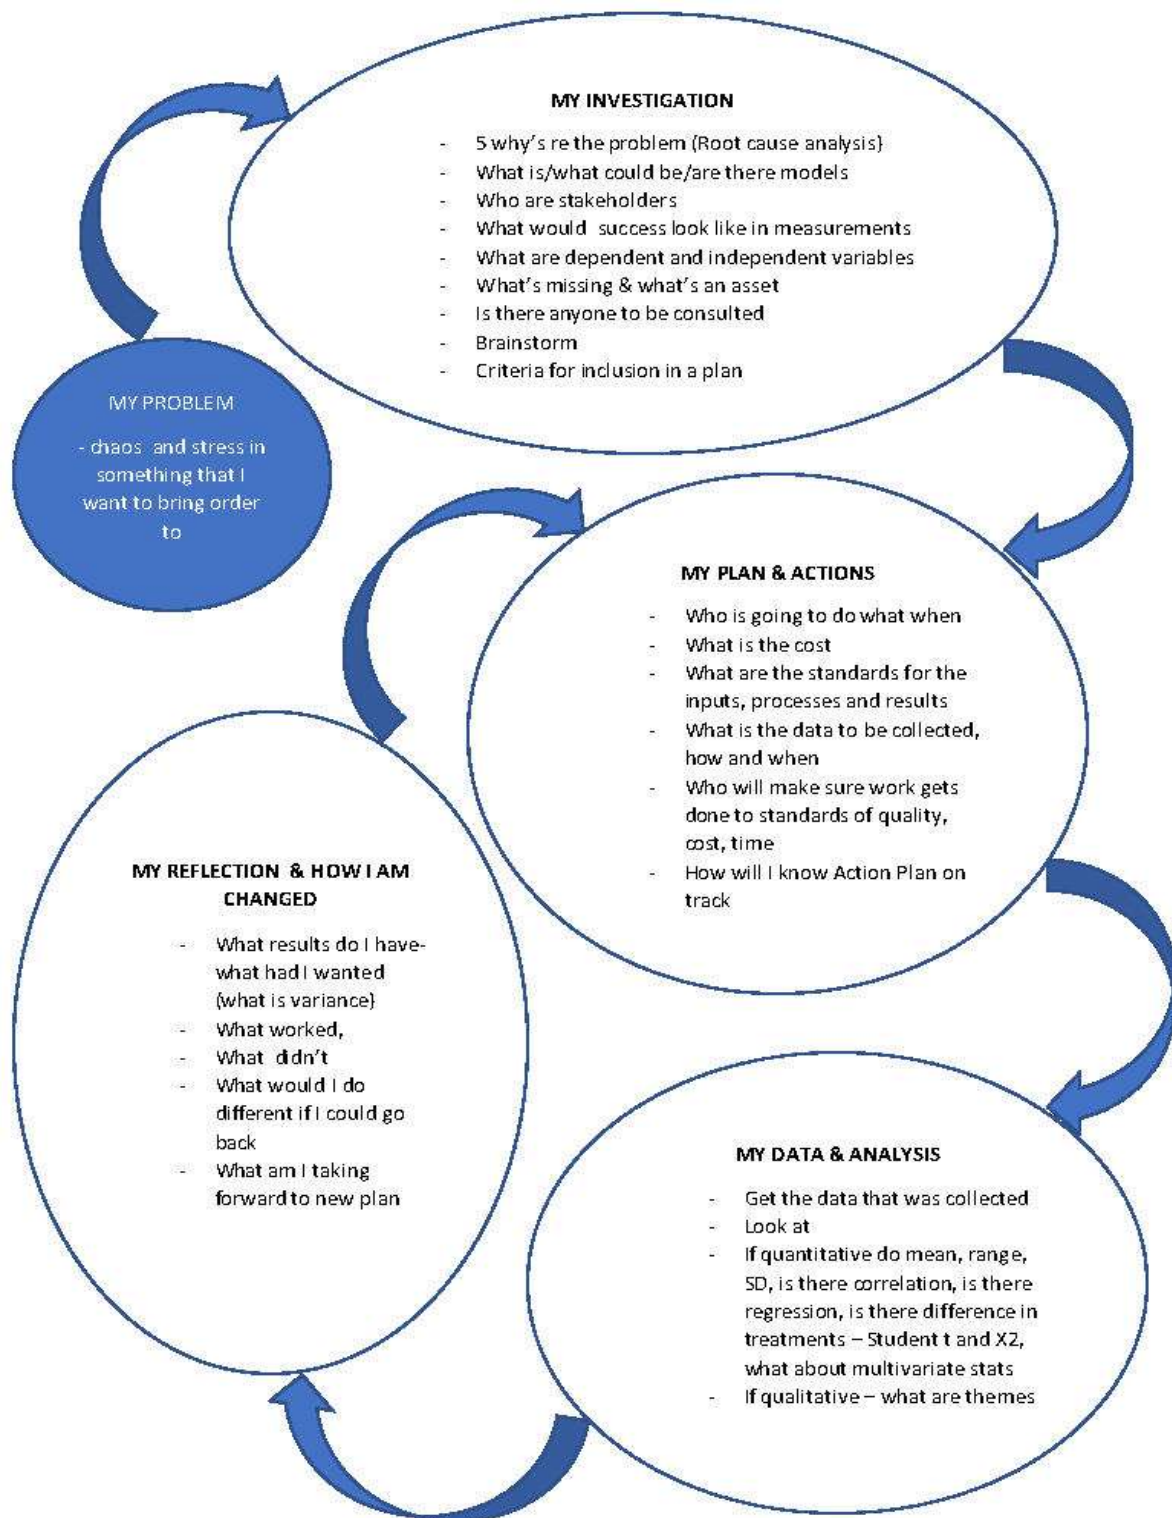 MY INVESTIGATION
- 5 why's re the problem (Root cause analysis}
- What is/what could be/are there models
- Who are stakeholders
- What would success look like in measurements
- What are dependent and independent variables
- What's missing & what's an asset
- Is there anyone to be consulted
- Brainstorm
- Criteria for inclusion in a plan
MY PROBLEM
- chaos and stress in
something that I
want to bring order
to
MY PLAN & ACTIONS
- Who is going to do what when
- What is the cost
- What are the standards for the
inputs, processes and results
- What is the data to be collected,
how and when
- Who will make sure work gets
done to standards of quality,
cost, time
- How will I know Action Plan on
track
MY REFLECTION & HOW I AM
CHANGED
- What results do I have-
what had I wanted
(what is variance}
- What worked,
- What didn't
- What would I do
different if I could go
back
- What am I taking
forward to new plan
MY DATA & ANALYSIS
- Get the data that was collected
- Look at
- If quantitative do mean, range,
SD, is there correlation, is there
regression, is there difference in
treatments – Student t and X2,
what about multivariate stats
- If qualitative – what are themes